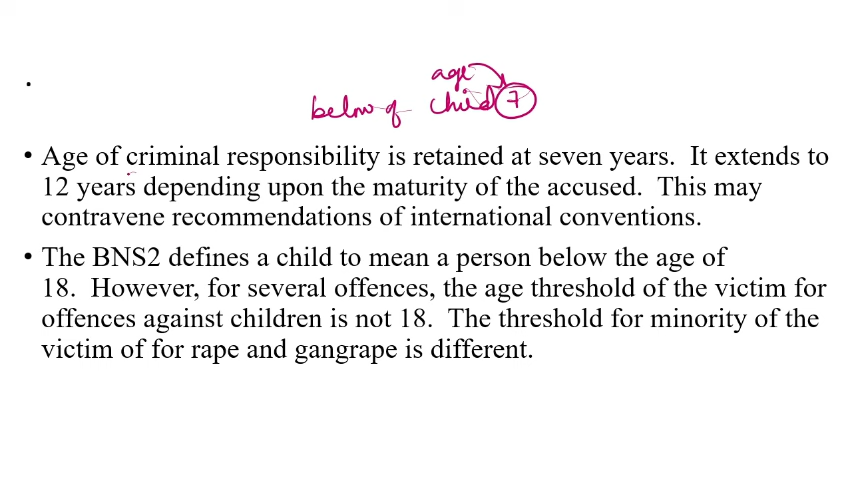 age
below of child 7
• Age of criminal responsibility is retained at seven years.  It extends to
12 years depending upon the maturity of the accused.  This may
contravene recommendations of international conventions.
• The BNS2 defines a child to mean a person below the age of
18.  However, for several offences, the age threshold of the victim for
offences against children is not 18.  The threshold for minority of the
victim of for rape and gangrape is different.